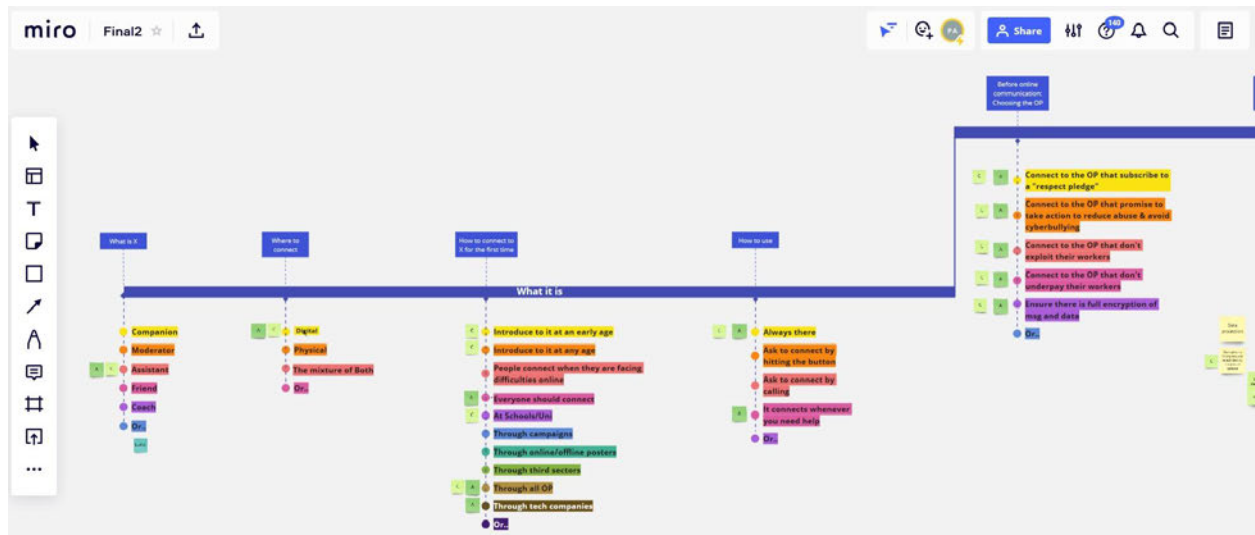 miro
Final2
Share
140
Before online
communication:
Choosing the OP
What is X
Where to
connect
How to connect to
X for the first time
How to use
What it is
Companion
Moderator
Assistant
Friend
Coach
Or..
Digital
Physical
The mixture of Both
Or..
Introduce to it at an early age
Introduce to it at any age
People connect when they are facing
difficulties online
Everyone should connect
At Schools/Uni
Through campaigns
Through online/offline posters
Through third sectors
Through all OP
Through tech companies
Or..
Always there
Ask to connect by
hitting the button
Ask to connect by
calling
It connects whenever
you need help
Or..
Connect to the OP that subscribe to
a "respect pledge"
Connect to the OP that promise to
take action to reduce abuse & avoid
cyberbullying
Connect to the OP that don't
exploit their workers
Connect to the OP that don't
underpay their workers
Ensure there is full encryption of
msg and data
Or..